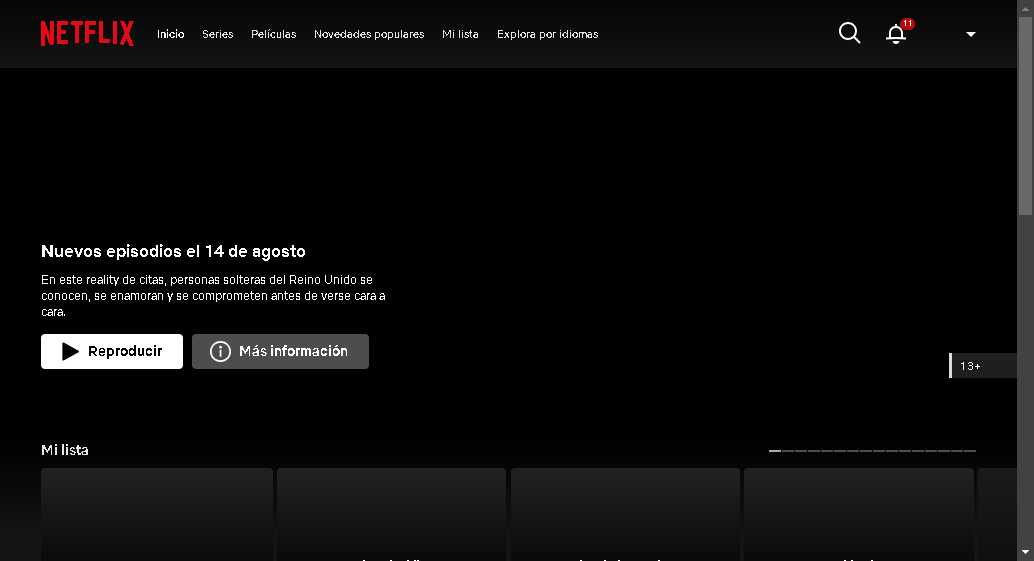 NETFLIX
Inicio
Series
Películas
Novedades populares
Mi lista
Explora por idiomas
11
Nuevos episodios el 14 de agosto
En este reality de citas, personas solteras del Reino Unido se
conocen, se enamoran y se comprometen antes de verse cara a
cara.
Reproducir
Más información
13+
Mi lista